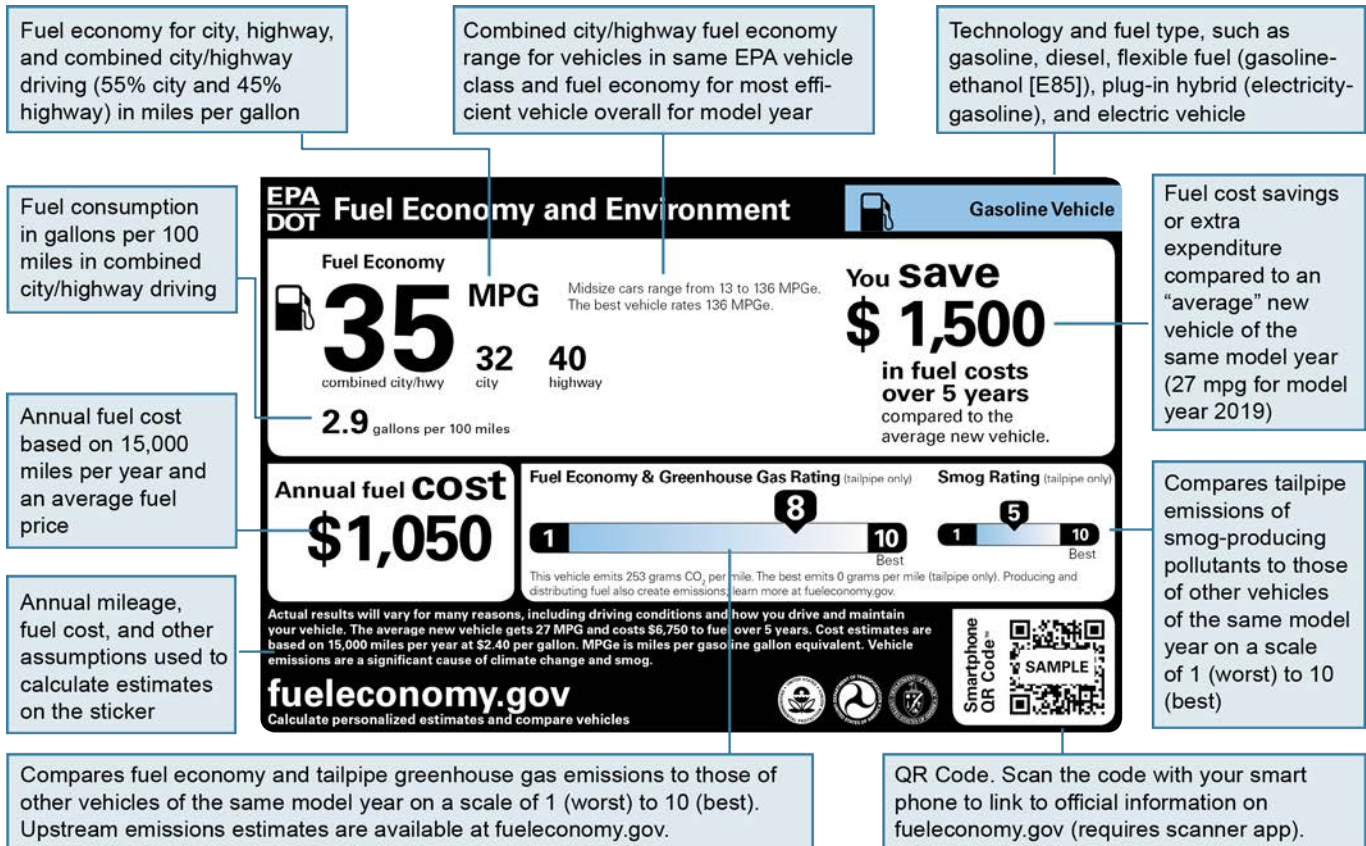 Fuel economy for city, highway,
and combined city/highway
driving (55% city and 45%
highway) in miles per gallon
Combined city/highway fuel economy
range for vehicles in same EPA vehicle
class and fuel economy for most effi-
cient vehicle overall for model year
Technology and fuel type, such as
gasoline, diesel, flexible fuel (gasoline-
ethanol [E85]), plug-in hybrid (electricity-
gasoline), and electric vehicle
Fuel consumption
in gallons per 100
miles in combined
city/highway driving
Annual fuel cost
based on 15,000
miles per year and
an average fuel
price
Annual mileage,
fuel cost, and other
assumptions used to
calculate estimates
on the sticker
EPA
DOT
Fuel Economy and Environment
Gasoline Vehicle
Fuel Economy
35
MPG
combined city/hwy
32
city
40
highway
2.9 gallons per 100 miles
Midsize cars range from 13 to 136 MPGe.
The best vehicle rates 136 MPGe.
You save
$ 1,500
in fuel costs
over 5 years
compared to the
average new vehicle.
Annual fuel cost
$1,050
Fuel Economy & Greenhouse Gas Rating (tailpipe only)
8
1
10
Best
Smog Rating (tailpipe only)
5
1
10
Best
This vehicle emits 253 grams CO2 per mile. The best emits 0 grams per mile (tailpipe only). Producing and
distributing fuel also create emissions; learn more at fueleconomy.gov.
Actual results will vary for many reasons, including driving conditions and how you drive and maintain
your vehicle. The average new vehicle gets 27 MPG and costs $6,750 to fuel over 5 years. Cost estimates are
based on 15,000 miles per year at $2.40 per gallon. MPGe is miles per gasoline gallon equivalent. Vehicle
emissions are a significant cause of climate change and smog.
fueleconomy.gov
Calculate personalized estimates and compare vehicles
Smartphone
QR Code™
SAMPLE
Fuel cost savings
or extra
expenditure
compared to an
“average” new
vehicle of the
same model year
(27 mpg for model
year 2019)
Compares tailpipe
emissions of
smog-producing
pollutants to those
of other vehicles
of the same model
year on a scale
of 1 (worst) to 10
(best)
Compares fuel economy and tailpipe greenhouse gas emissions to those of
other vehicles of the same model year on a scale of 1 (worst) to 10 (best).
Upstream emissions estimates are available at fueleconomy.gov.
QR Code. Scan the code with your smart
phone to link to official information on
fueleconomy.gov (requires scanner app).